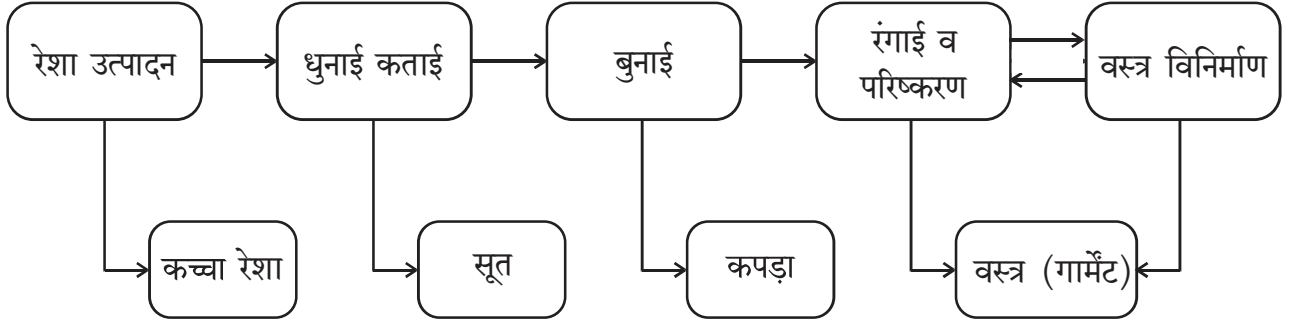 रेशा उत्पादन
धुनाई कताई
बुनाई
रंगाई व
परिष्करण
वस्त्र विनिर्माण
कच्चा रेशा
सूत
कपड़ा
वस्त्र (गार्मेंट)